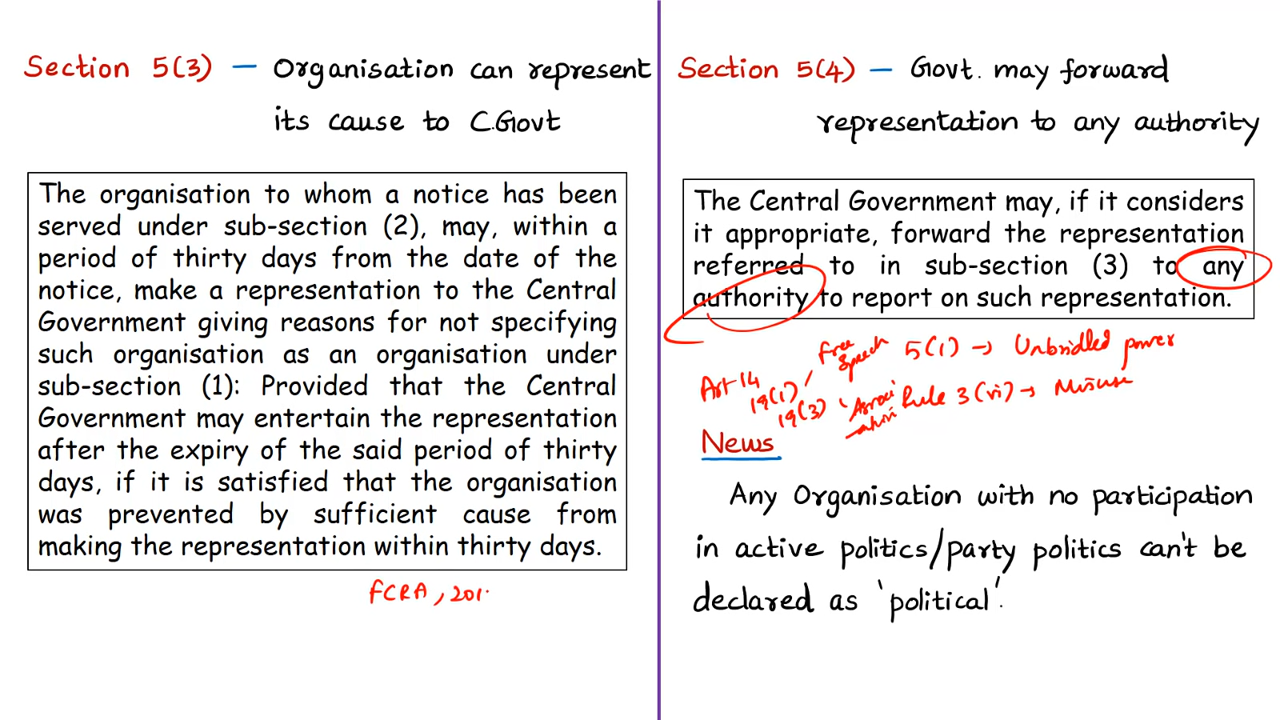 Section 5(3) — Organisation can represent
its cause to C.Govt
The organisation to whom a notice has been
served under sub-section (2), may, within a
period of thirty days from the date of the
notice, make a representation to the Central
Government giving reasons for not specifying
such organisation as an organisation under
sub-section (1): Provided that the Central
Government may entertain the representation
after the expiry of the said period of thirty
days, if it is satisfied that the organisation
was prevented by sufficient cause from
making the representation within thirty days.
FCRA, 201
Section 5(4) — Govt. may forward
representation to any authority
The Central Government may, if it considers
it appropriate, forward the representation
referred to in sub-section (3) to any
authority to report on such representation.
Free
Speech 5(1) → Unbridled power
Art 14
19(1)
19(3) Rule 3(vi) → Misuse
News
Any Organisation with no participation
in active politics/party politics can't be
declared as 'political'.